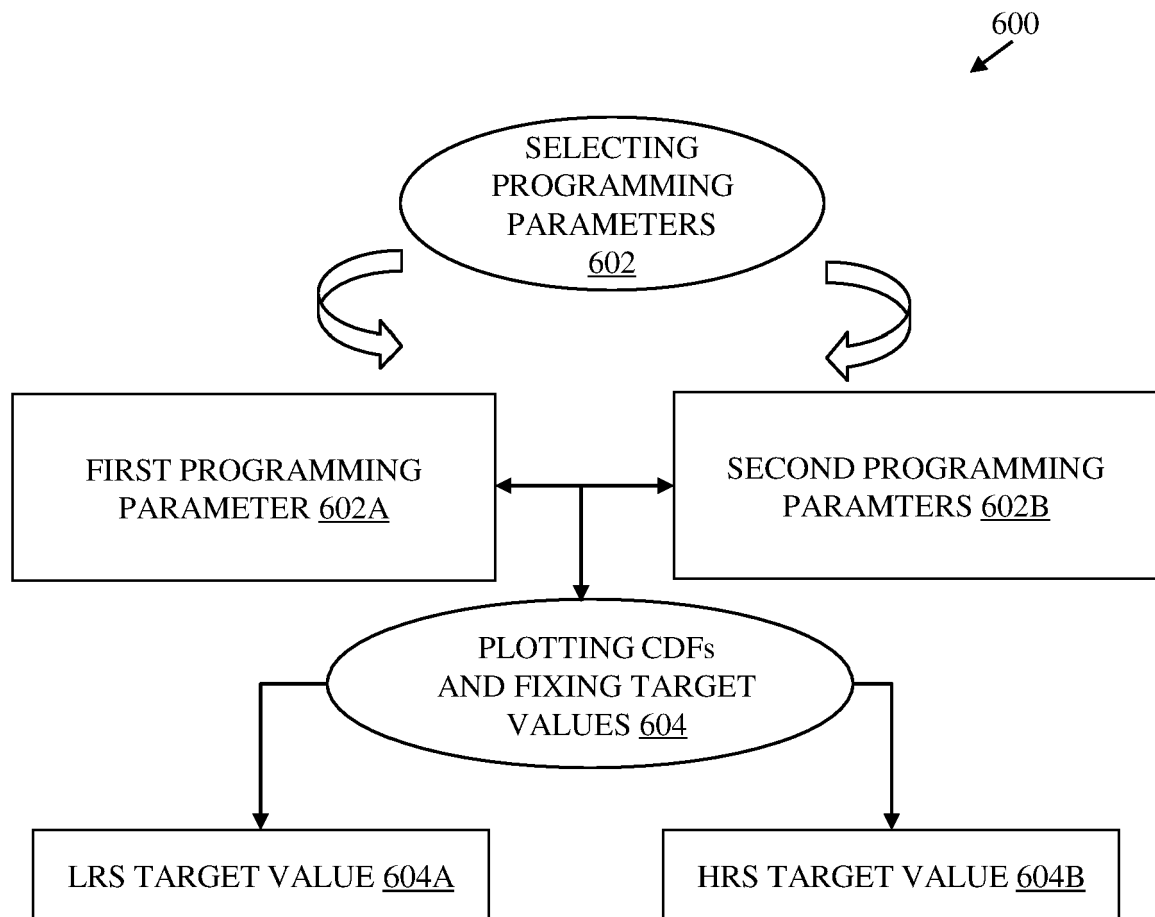 600
SELECTING
PROGRAMMING
PARAMETERS
602
FIRST PROGRAMMING
PARAMETER 602A
SECOND PROGRAMMING
PARAMTERS 602B
PLOTTING CDFs
AND FIXING TARGET
VALUES 604
LRS TARGET VALUE 604A
HRS TARGET VALUE 604B